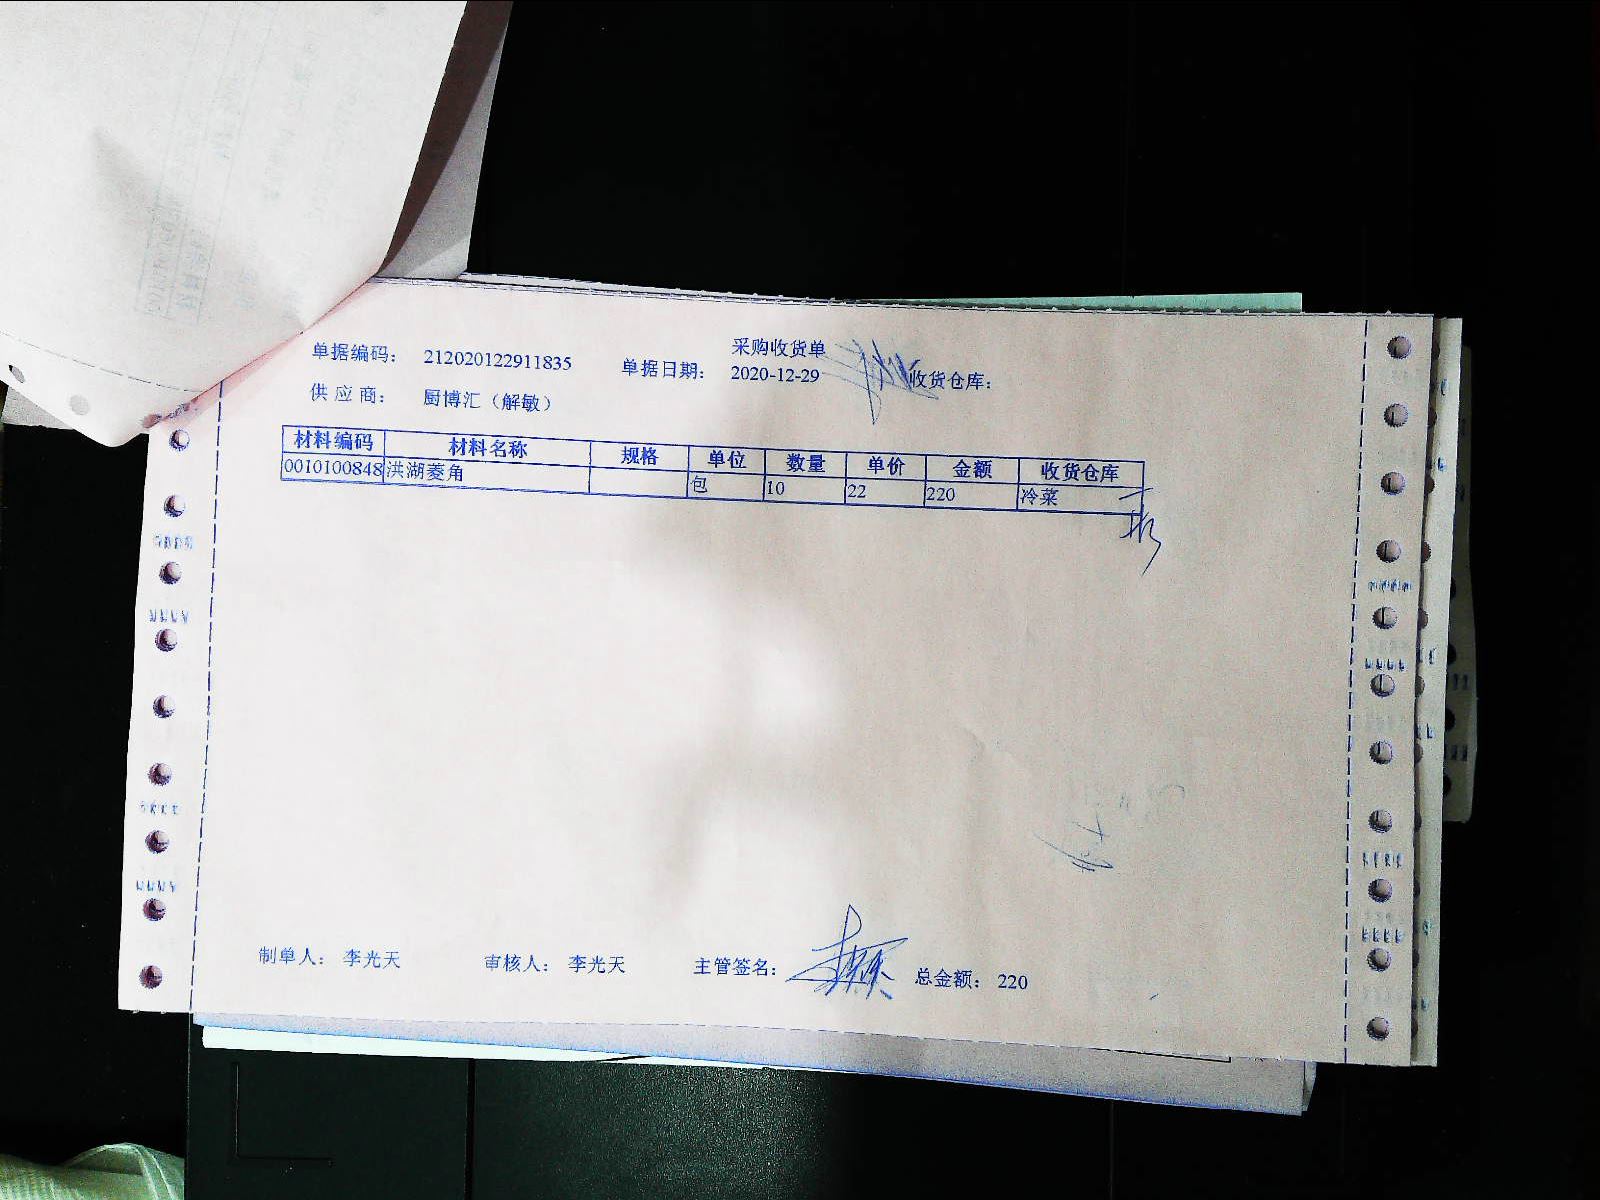 采购收货单
单据编码: 212020122911835 单据日期: 2020-12-29 收货仓库:
供 应 商: 厨博汇（解敏）
材料编码 材料名称 规格 单位 数量 单价 金额 收货仓库
0010100848 洪湖菱角 包 10 22 220 冷菜
制单人: 李光天 审核人: 李光天 主管签名: 总金额: 220